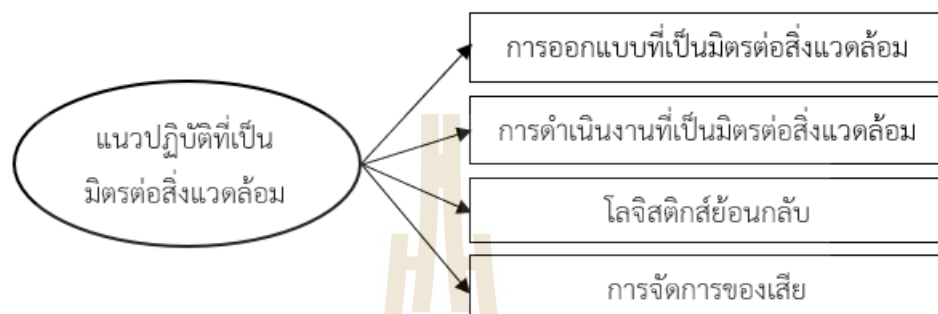 แนวปฏิบัติที่เป็น
มิตรต่อสิ่งแวดล้อม
การออกแบบที่เป็นมิตรต่อสิ่งแวดล้อม
การดำเนินงานที่เป็นมิตรต่อสิ่งแวดล้อม
โลจิสติกส์ย้อนกลับ
การจัดการของเสีย